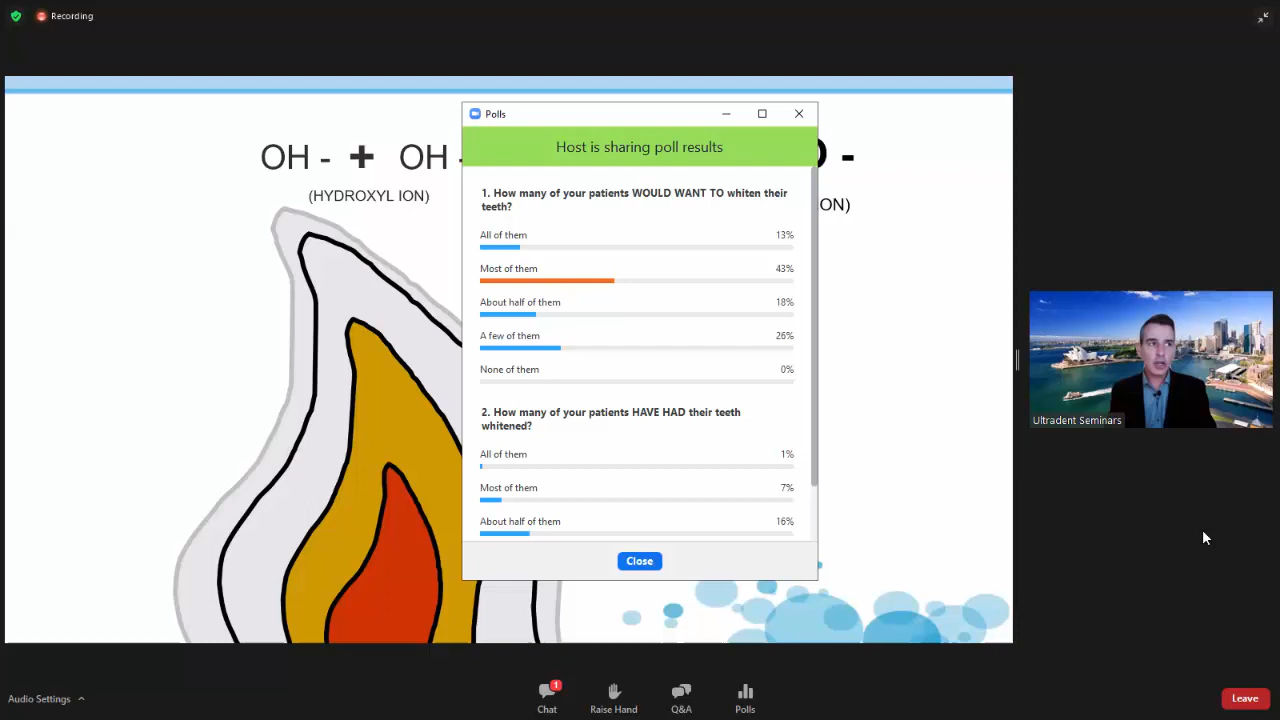 Recording
Polls
Host is sharing poll results
OH - + OH -
-
(HYDROXYL ION)
ION)
1. How many of your patients WOULD WANT TO whiten their
teeth?
All of them 13%
Most of them 43%
About half of them 18%
A few of them 26%
None of them 0%
2. How many of your patients HAVE HAD their teeth
whitened?
All of them 1%
Most of them 7%
About half of them 16%
Close
Ultradent Seminars
Audio Settings
1
Chat
Raise Hand
Q&A
Polls
Leave